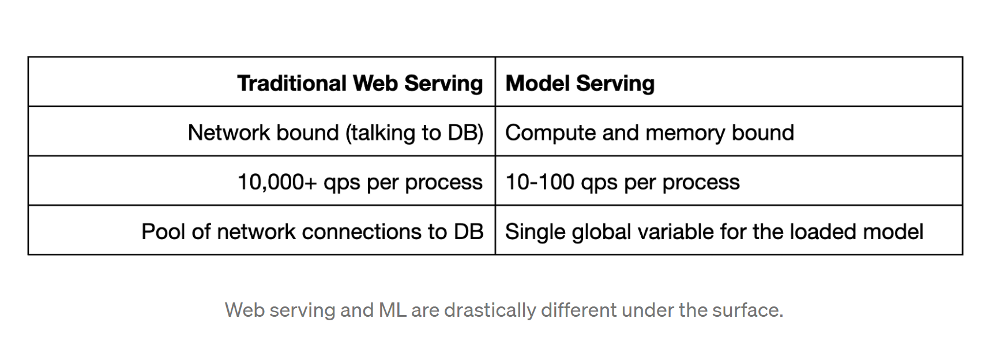 Traditional Web Serving Model Serving
Network bound (talking to DB) Compute and memory bound
10,000+ qps per process 10-100 qps per process
Pool of network connections to DB Single global variable for the loaded model
Web serving and ML are drastically different under the surface.